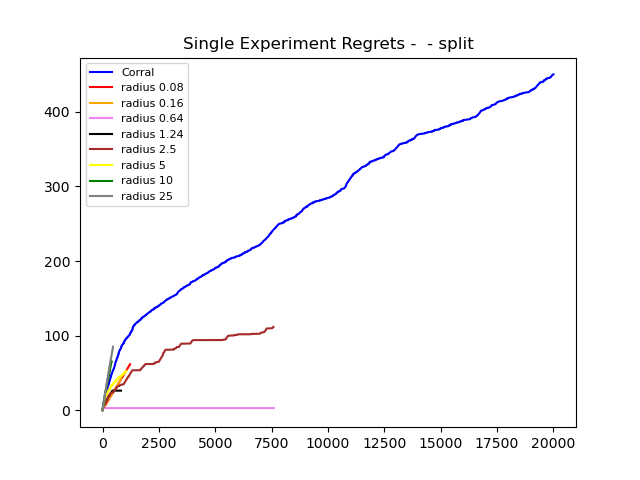 Single Experiment Regrets -  - split
Corral
radius 0.08
radius 0.16
radius 0.64
radius 1.24
radius 2.5
radius 5
radius 10
radius 25
400
300
200
100
0
0 2500 5000 7500 10000 12500 15000 17500 20000